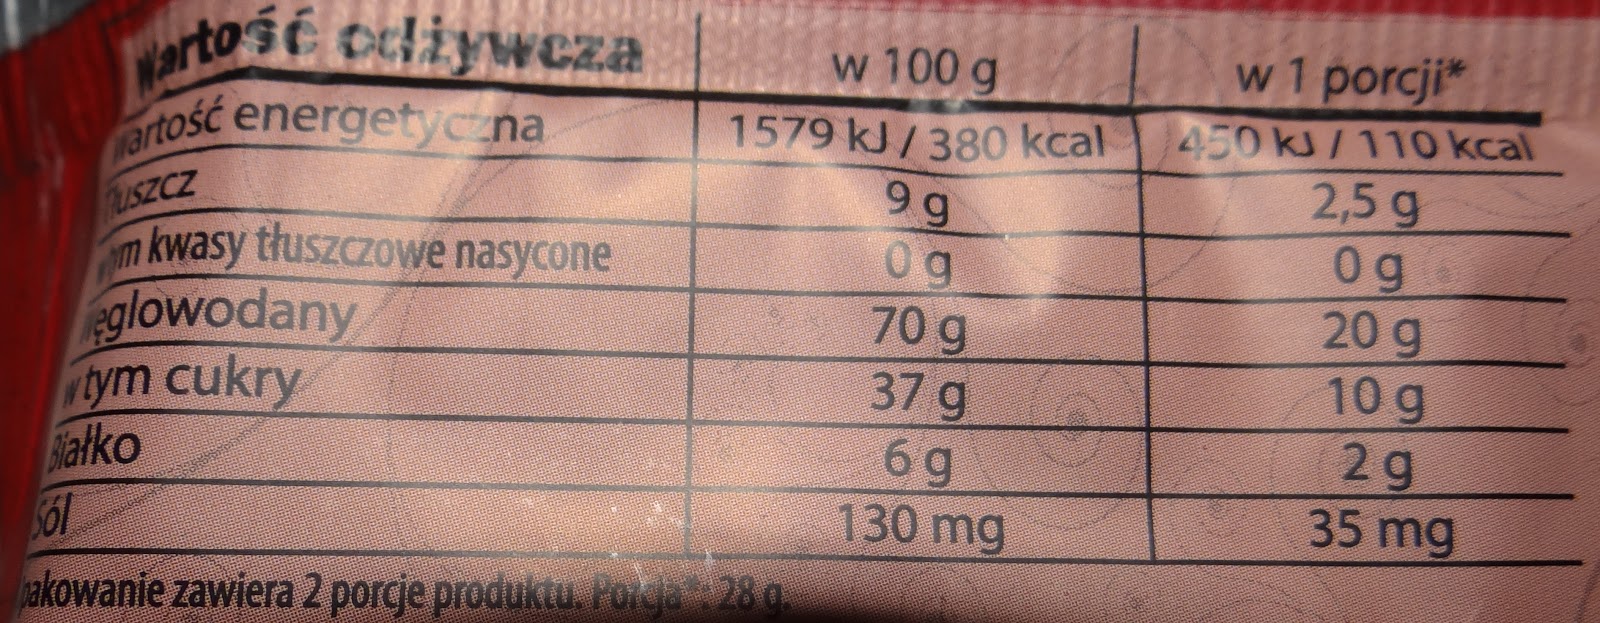 Wartość odżywcza w 100 g w 1 porcji*
Wartość energetyczna 1579 kJ / 380 kcal 450 kJ / 110 kcal
Tłuszcz 9 g 2,5 g
w tym kwasy tłuszczowe nasycone 0 g 0 g
Węglowodany 70 g 20 g
w tym cukry 37 g 10 g
Białko 6 g 2 g
Sól 130 mg 35 mg
pakowanie zawiera 2 porcje produktu. Porcja*: 28 g.